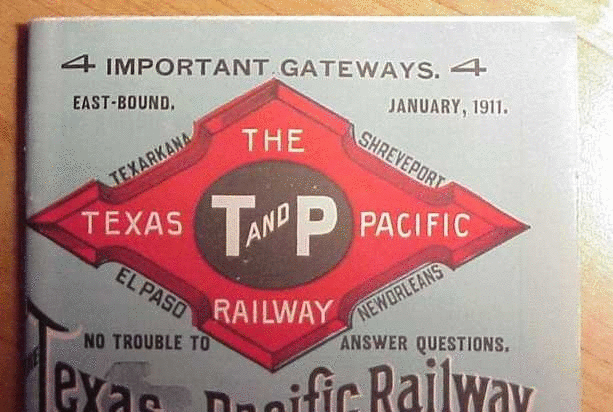 4 IMPORTANT GATEWAYS. 4
EAST-BOUND. JANUARY, 1911.
TEXARKANA SHREVEPORT
THE
TEXAS T AND P PACIFIC
RAILWAY
EL PASO NEW ORLEANS
NO TROUBLE TO ANSWER QUESTIONS.
THE
Texas Pacific Railway